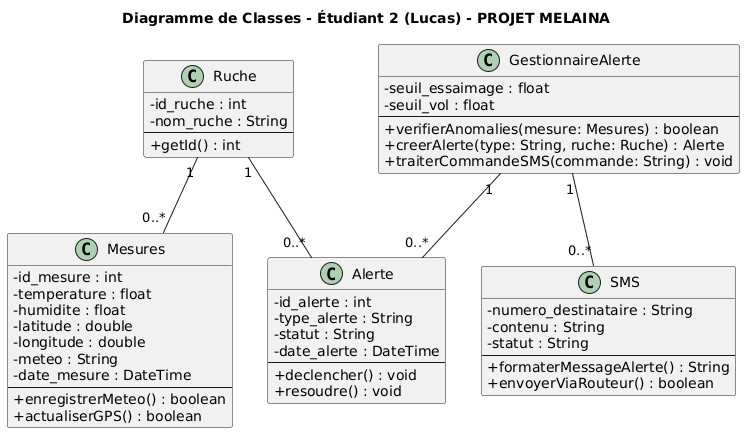 Diagramme de Classes - Étudiant 2 (Lucas) - PROJET MELAINA
C Ruche
-id_ruche : int
-nom_ruche : String
+getId() : int
C GestionnaireAlerte
-seuil_essaimage : float
-seuil_vol : float
+verifierAnomalies(mesure: Mesures) : boolean
+creerAlerte(type: String, ruche: Ruche) : Alerte
+traiterCommandeSMS(commande: String) : void
1
1
1
1
0..*
0..*
0..*
0..*
C Mesures
-id_mesure : int
-temperature : float
-humidite : float
-latitude : double
-longitude : double
-meteo : String
-date_mesure : DateTime
+enregistrerMeteo() : boolean
+actualiserGPS() : boolean
C Alerte
-id_alerte : int
-type_alerte : String
-statut : String
-date_alerte : DateTime
+declencher() : void
+resoudre() : void
C SMS
-numero_destinataire : String
-contenu : String
-statut : String
+formaterMessageAlerte() : String
+envoyerViaRouteur() : boolean